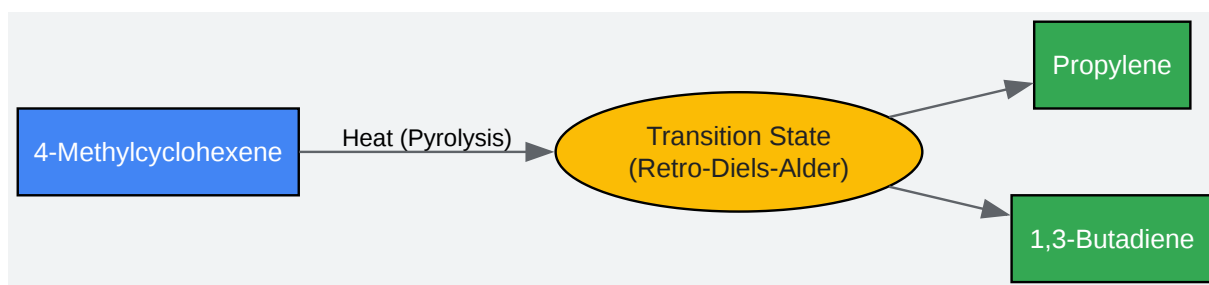 4-Methylcyclohexene
Heat (Pyrolysis)
Transition State
(Retro-Diels-Alder)
Propylene
1,3-Butadiene